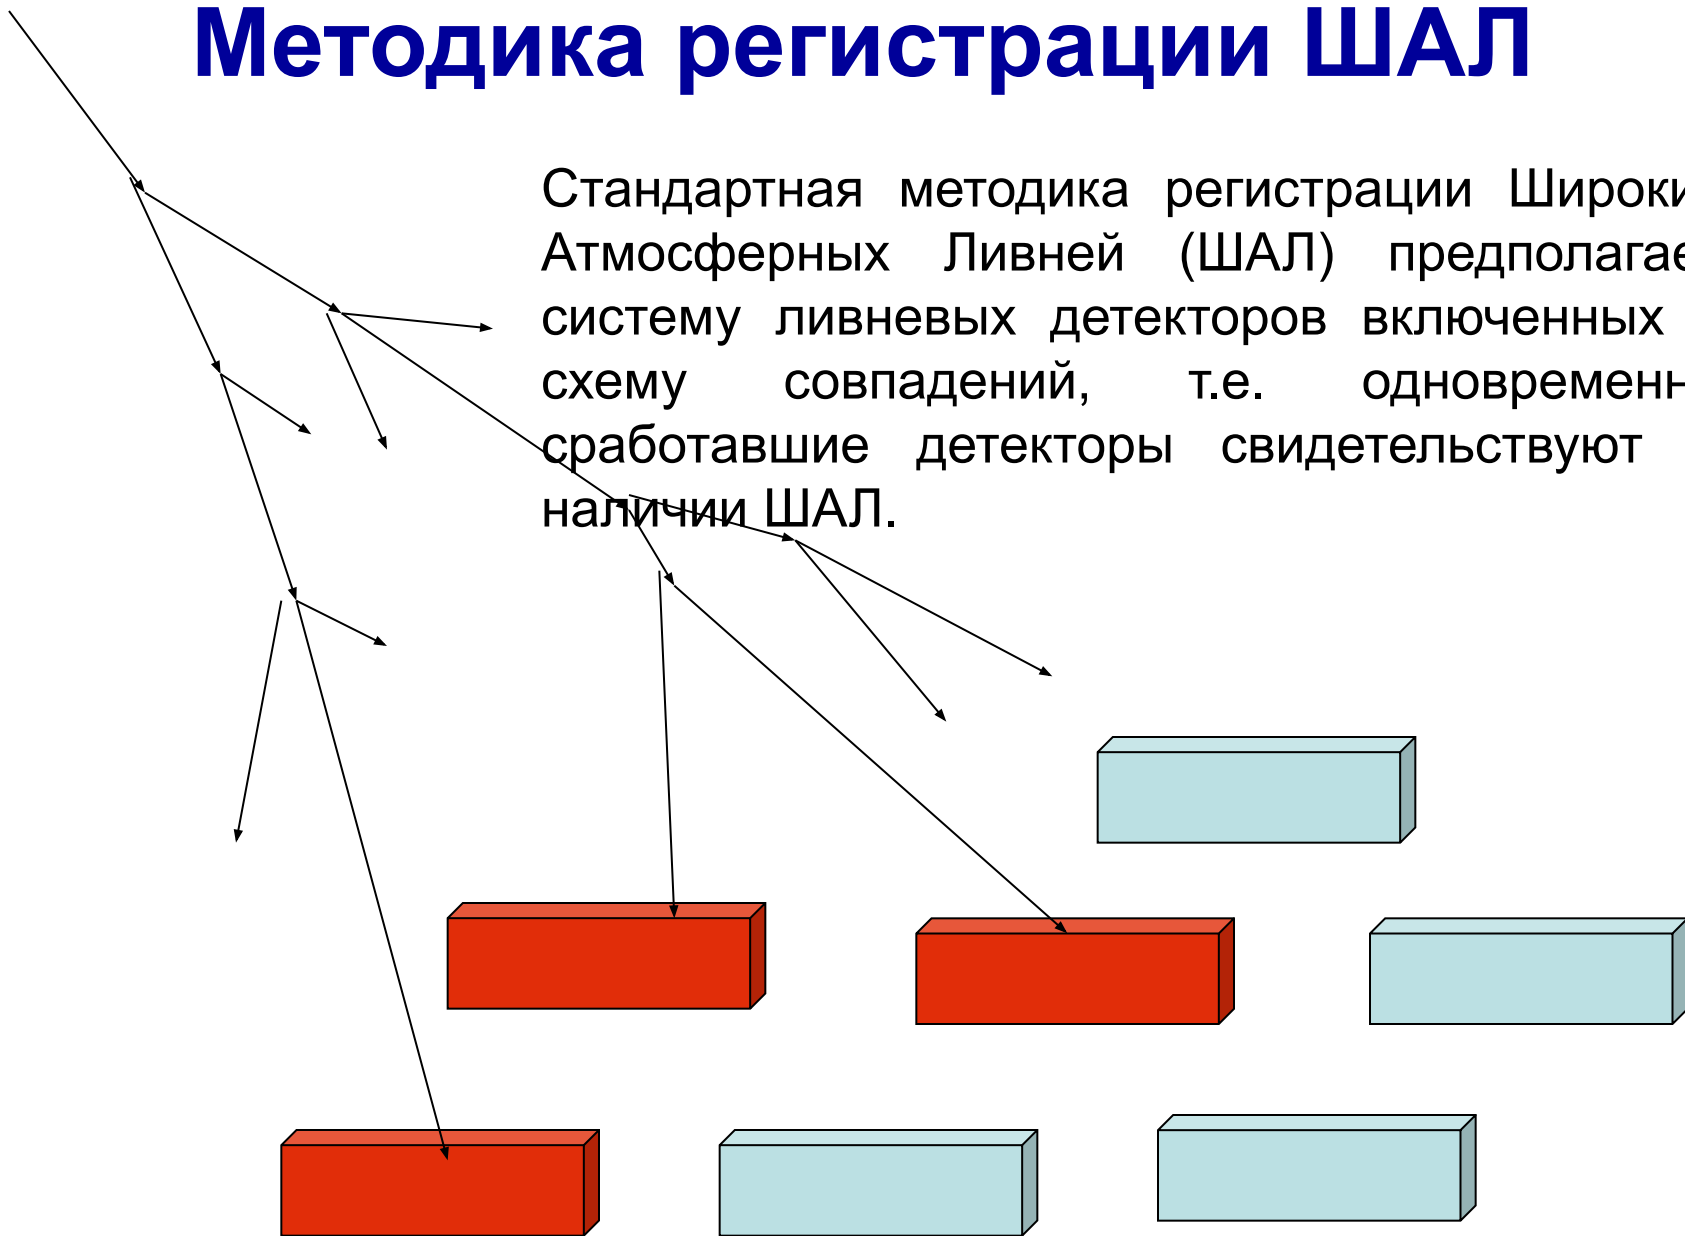 Методика регистрации ШАЛ
Стандартная методика регистрации Широки
Атмосферных Ливней (ШАЛ) предполагае
систему ливневых детекторов включенных
схему совпадений, т.е. одновременн
сработавшие детекторы свидетельствуют
наличии ШАЛ.